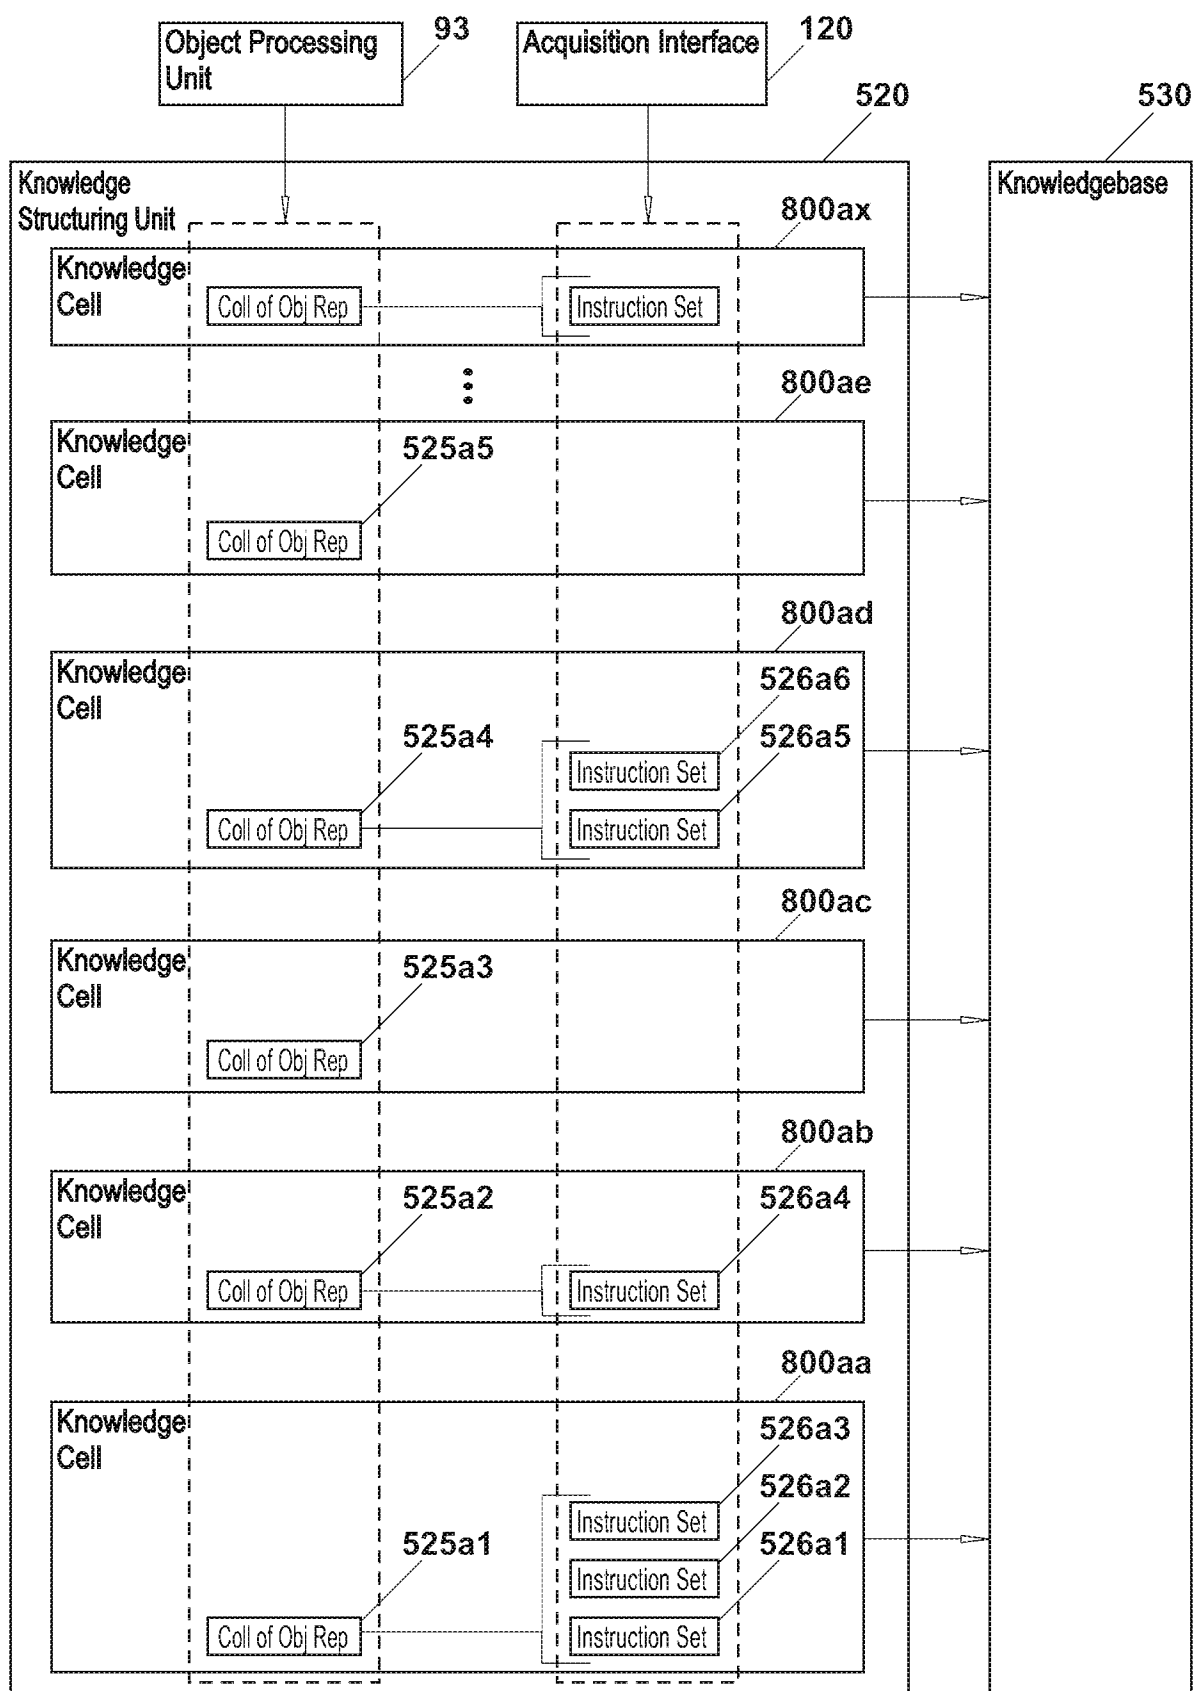 Object Processing
Unit
93
Acquisition Interface
120
520
530
Knowledge
Structuring Unit
Knowledgebase
800ax
Knowledge
Cell
Coll of Obj Rep
Instruction Set
800ae
Knowledge
Cell
525a5
Coll of Obj Rep
800ad
Knowledge
Cell
526a6
525a4
526a5
Instruction Set
Coll of Obj Rep
Instruction Set
800ac
Knowledge
Cell
525a3
Coll of Obj Rep
800ab
Knowledge
Cell
525a2
526a4
Coll of Obj Rep
Instruction Set
800aa
Knowledge
Cell
526a3
526a2
Instruction Set
525a1
526a1
Instruction Set
Coll of Obj Rep
Instruction Set